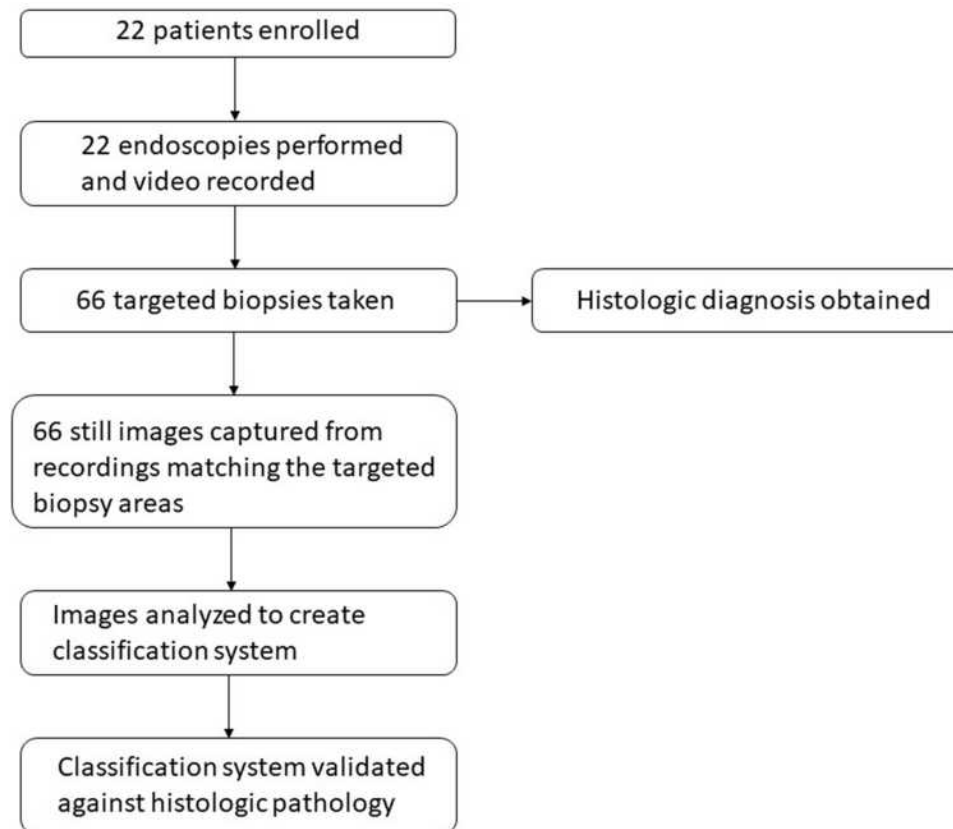 22 patients enrolled
22 endoscopies performed
and video recorded
66 targeted biopsies taken
Histologic diagnosis obtained
66 still images captured from
recordings matching the targeted
biopsy areas
Images analyzed to create
classification system
Classification system validated
against histologic pathology